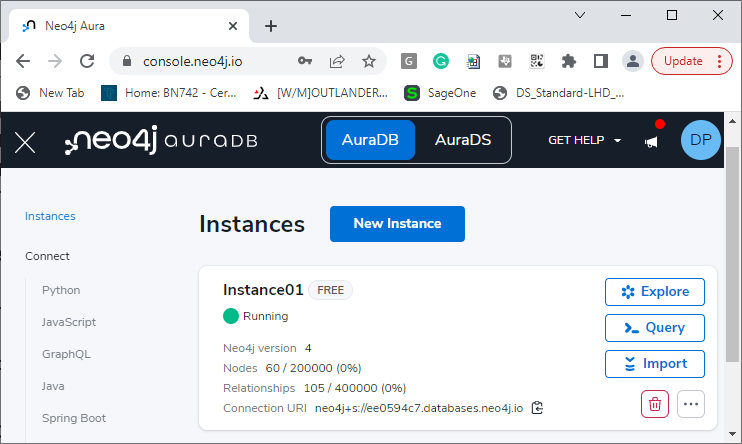 Neo4j Aura
console.neo4j.io
Update
New Tab
Home: BN742 - Cer...
[W/M]OUTLANDER...
SageOne
DS_Standard-LHD_...
neo4j AURADB
AuraDB
AuraDS
GET HELP
DP
Instances
Connect
Python
JavaScript
GraphQL
Java
Spring Boot
Instances
New Instance
Instance01 FREE
Running
Neo4j version 4
Nodes 60 / 200000 (0%)
Relationships 105 / 400000 (0%)
Connection URI neo4j+s://ee0594c7.databases.neo4j.io
Explore
Query
Import